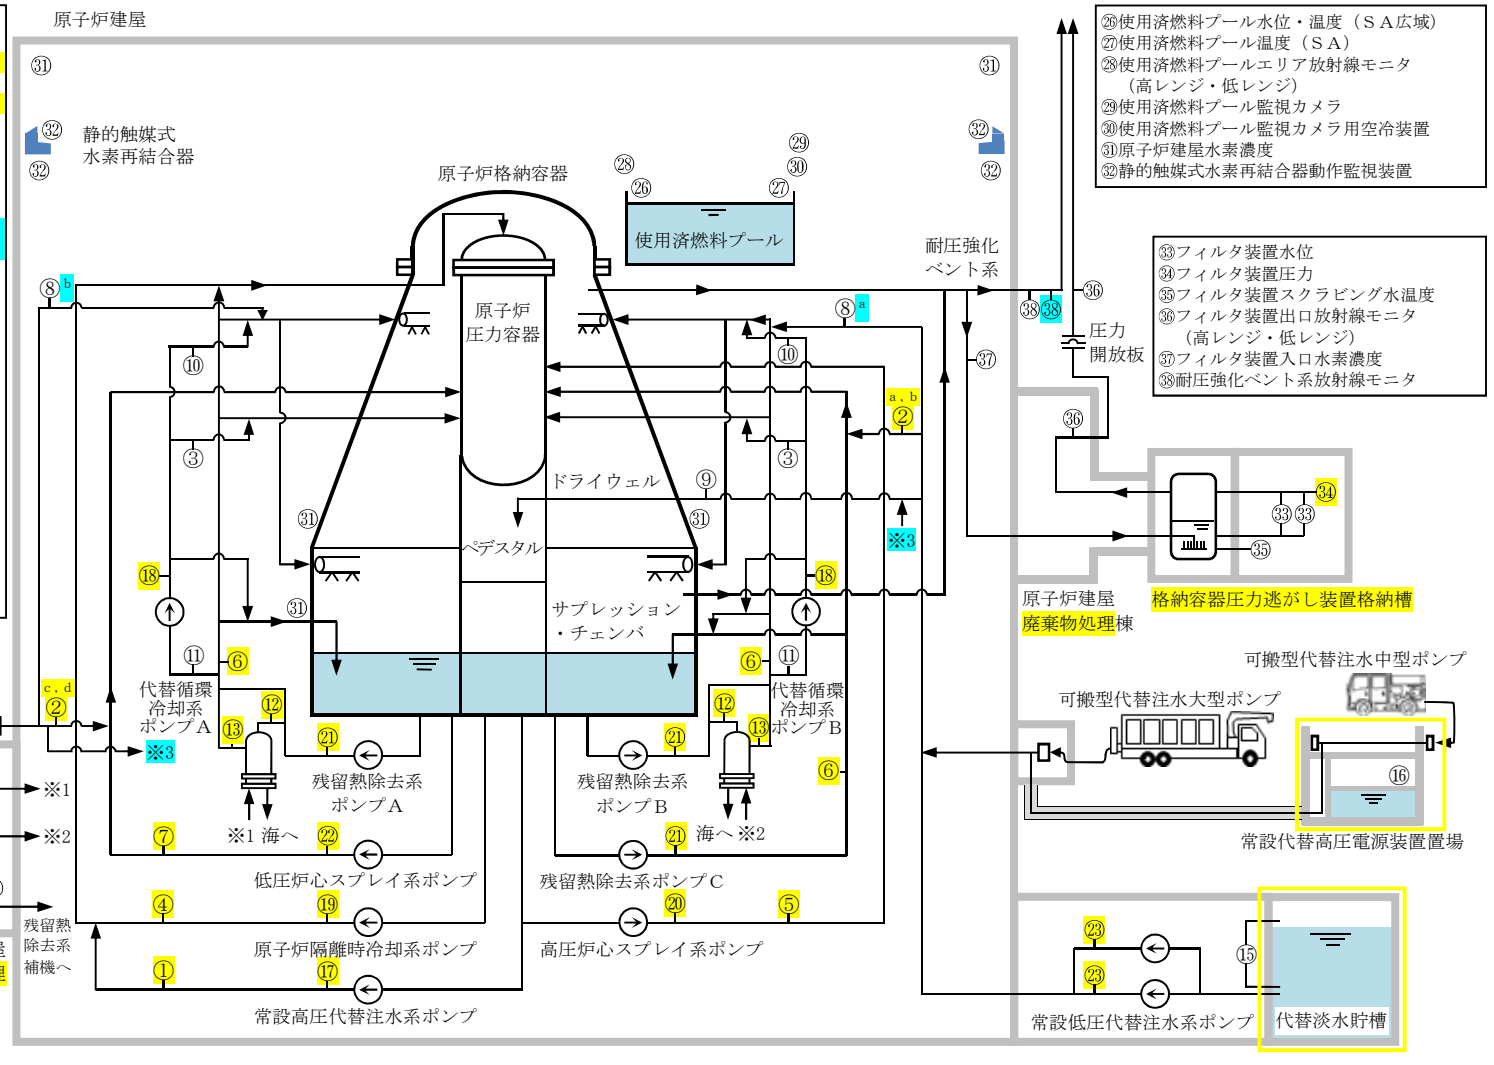 原子炉建屋
㉖使用済燃料プール水位・温度（ＳＡ広域）
㉗使用済燃料プール温度（ＳＡ）
㉘使用済燃料プールエリア放射線モニタ
（高レンジ・低レンジ）
㉙使用済燃料プール監視カメラ
㉚使用済燃料プール監視カメラ用空冷装置
㉛原子炉建屋水素濃度
㉜静的触媒式水素再結合器動作監視装置
㉛
㉛
㉜
静的触媒式
水素再結合器
㉜
㉜
㉜
原子炉格納容器
㉘
㉙
㉚
㉖
㉗
使用済燃料プール
耐圧強化
ベント系
㉝フィルタ装置水位
㉞フィルタ装置圧力
㉟フィルタ装置スクラビング水温度
㊱フィルタ装置出口放射線モニタ
（高レンジ・低レンジ）
㊲フィルタ装置入口水素濃度
㊳耐圧強化ベント系放射線モニタ
⑧
b
⑧
a
㊳
㊳
㊱
原子炉
圧力容器
圧力
開放板
⑩
⑩
㊲
a, b
②
㊱
③
③
ドライウェル
⑨
㉞
㉝
㉝
㉛
㉛
※3
ペデスタル
㉟
⑱
⑱
㉛
サプレッション
・チェンバ
原子炉建屋
廃棄物処理棟
格納容器圧力逃がし装置格納槽
⑪
⑥
⑥
⑪
可搬型代替注水中型ポンプ
可搬型代替注水大型ポンプ
c, d
②
代替循環
冷却系
ポンプＡ
⑫
⑬
⑫
⑬
代替循環
冷却系
ポンプＢ
※3
㉑
㉑
⑥
⑯
残留熱除去系
ポンプＡ
残留熱除去系
ポンプＢ
※1
※2
※1
海へ
海へ
※2
常設代替高圧電源装置置場
⑦
㉒
㉑
低圧炉心スプレイ系ポンプ
残留熱除去系ポンプＣ
④
⑲
⑳
⑤
残留熱
除去系
補機へ
屋
理
原子炉隔離時冷却系ポンプ
高圧炉心スプレイ系ポンプ
㉓
⑮
①
⑰
㉓
常設高圧代替注水系ポンプ
常設低圧代替注水系ポンプ
代替淡水貯槽